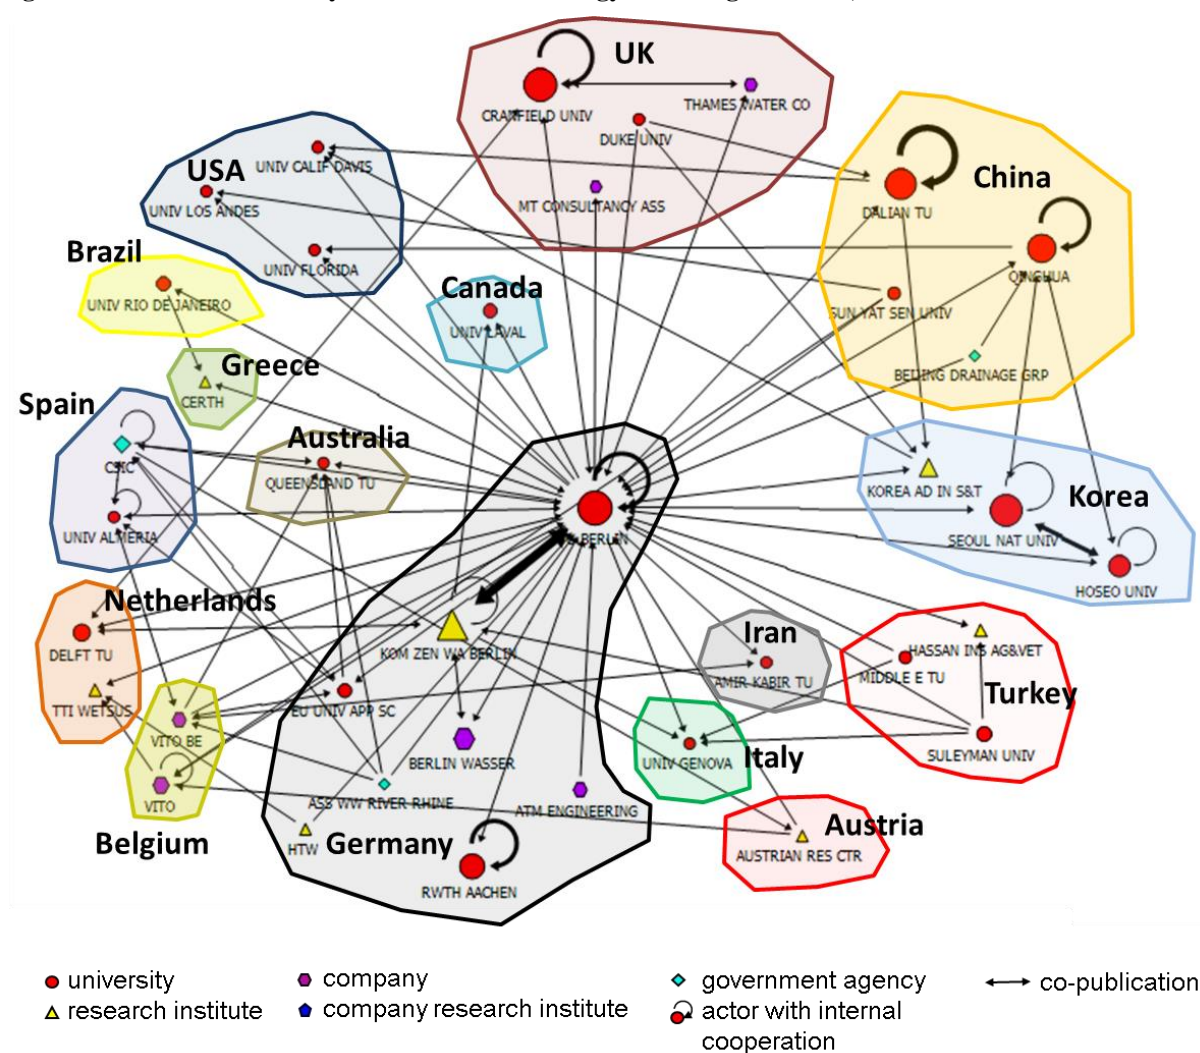 UK
CRANFIELD UNIV
THAMES WATER CO
DUKE UNIV
MT CONSULTANCY ASS
USA
UNIV CALIF DAVIS
UNIV LOS ANDES
UNIV FLORIDA
China
DALIAN TU
QINGHUA
SUN YAT SEN UNIV
BEIJING DRAINAGE GRP
Brazil
UNIV RIO DE JANEIRO
Canada
UNIV LAVAL
Greece
CERTH
Spain
CSIC
UNIV ALMERIA
Australia
QUEENSLAND TU
BERLIN
KOREA AD IN S&T
Korea
SEOUL NAT UNIV
HOSEO UNIV
Netherlands
DELFT TU
TTI WETSUS
KOM ZEN WA BERLIN
EU UNIV APP SC
BERLIN WASSER
ASS WW RIVER RHINE
ATM ENGINEERING
HTW
Germany
RWTH AACHEN
Iran
AMIR KABIR TU
HASSAN INS AG&VET
MIDDLE E TU
Turkey
SULEYMAN UNIV
UNIV GENOVA
Italy
VITO BE
VITO
Belgium
Austria
AUSTRIAN RES CTR
university
company
government agency
co-publication
research institute
company research institute
actor with internal
cooperation